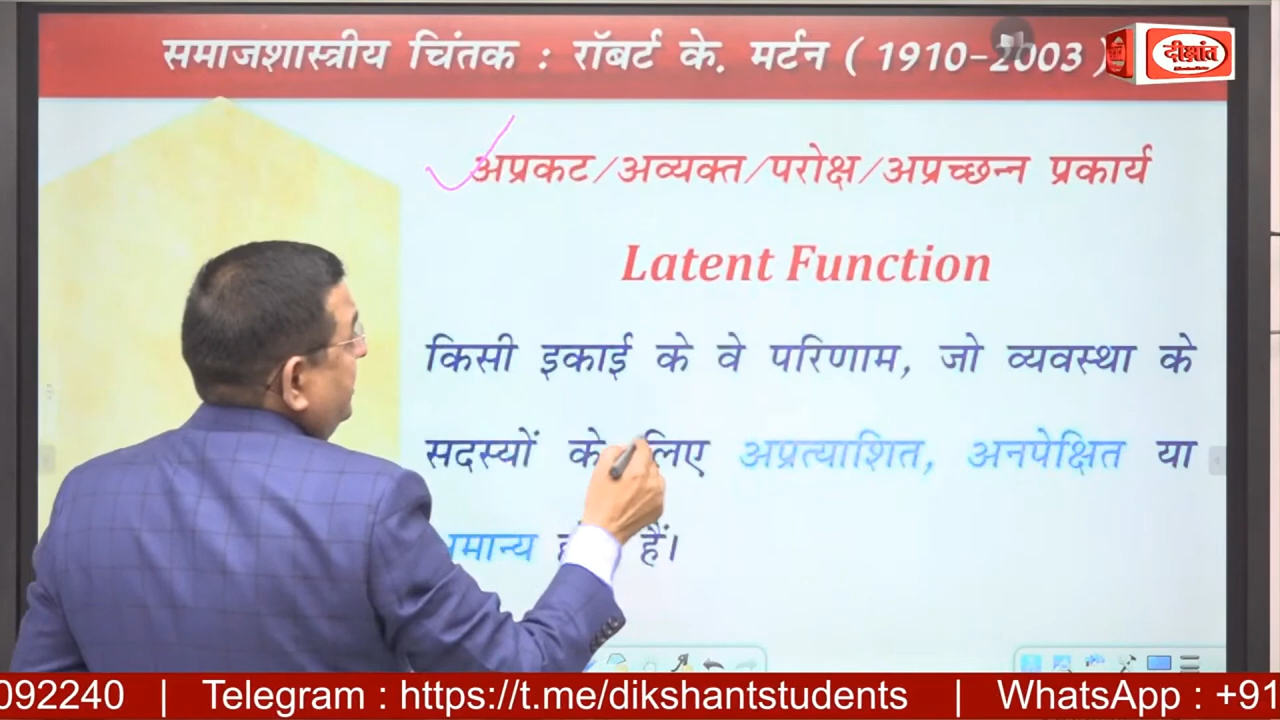 समाजशास्त्रीय चिंतक : रॉबर्ट के. मर्टन ( 1910-2003 )
दीक्षांत
अप्रकट/अव्यक्त/परोक्ष/अप्रच्छन्न प्रकार्य
Latent Function
किसी इकाई के वे परिणाम, जो व्यवस्था के
सदस्यों के लिए अप्रत्याशित, अनपेक्षित या
हैं।
092240 | Telegram : https://t.me/dikshantstudents | WhatsApp : +91